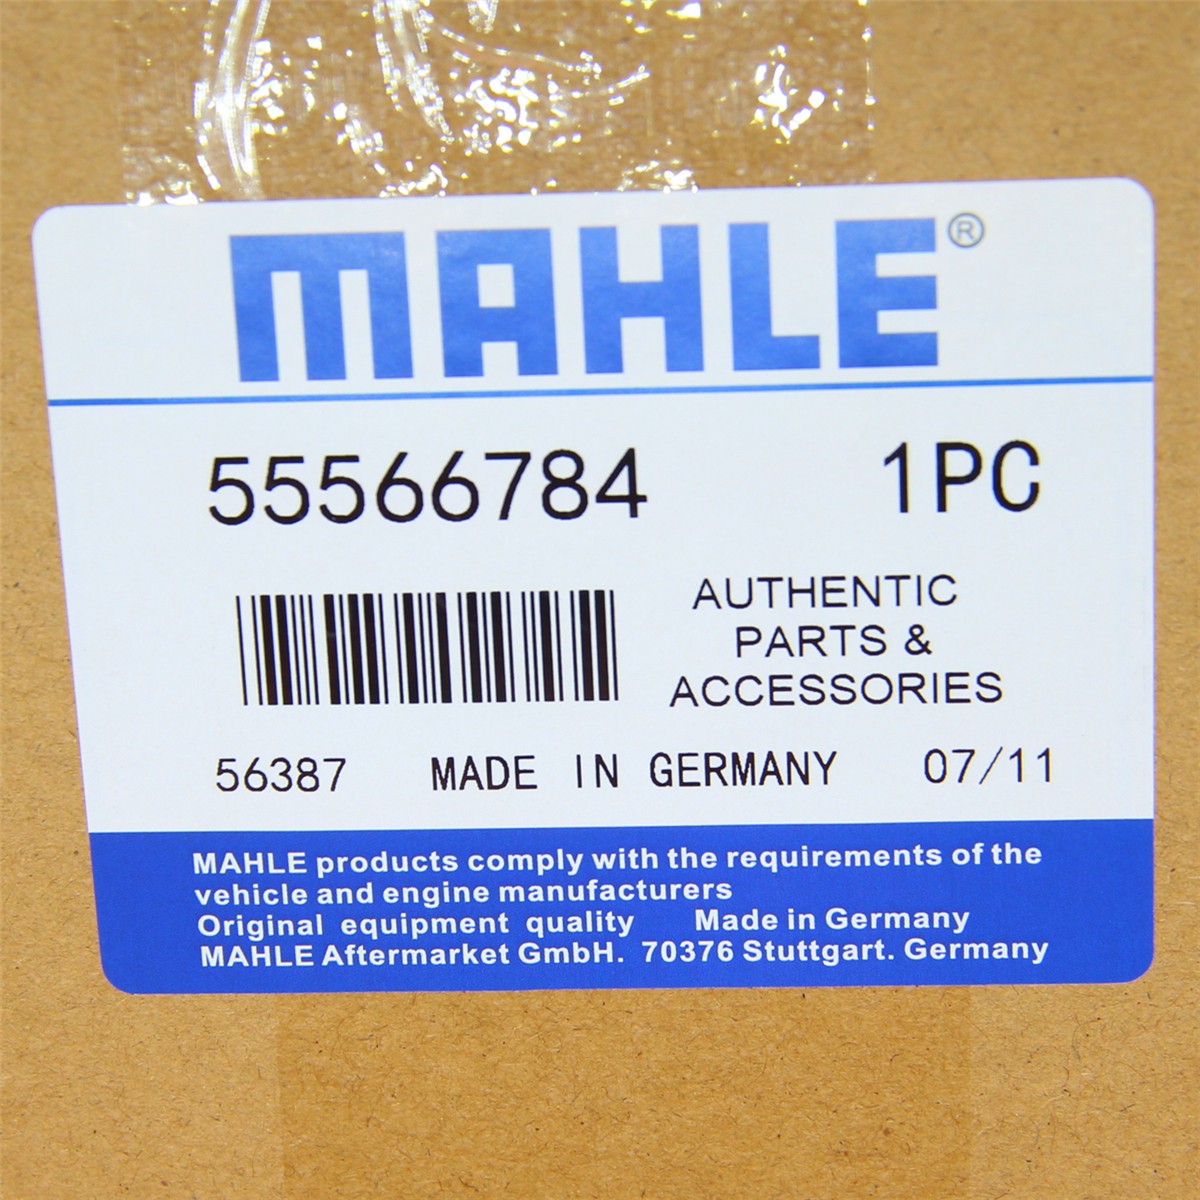 MAHLE®
55566784 1PC
AUTHENTIC
PARTS &
ACCESSORIES
56387 MADE IN GERMANY 07/11
MAHLE products comply with the requirements of the
vehicle and engine manufacturers
Original equipment quality Made in Germany
MAHLE Aftermarket GmbH. 70376 Stuttgart. Germany